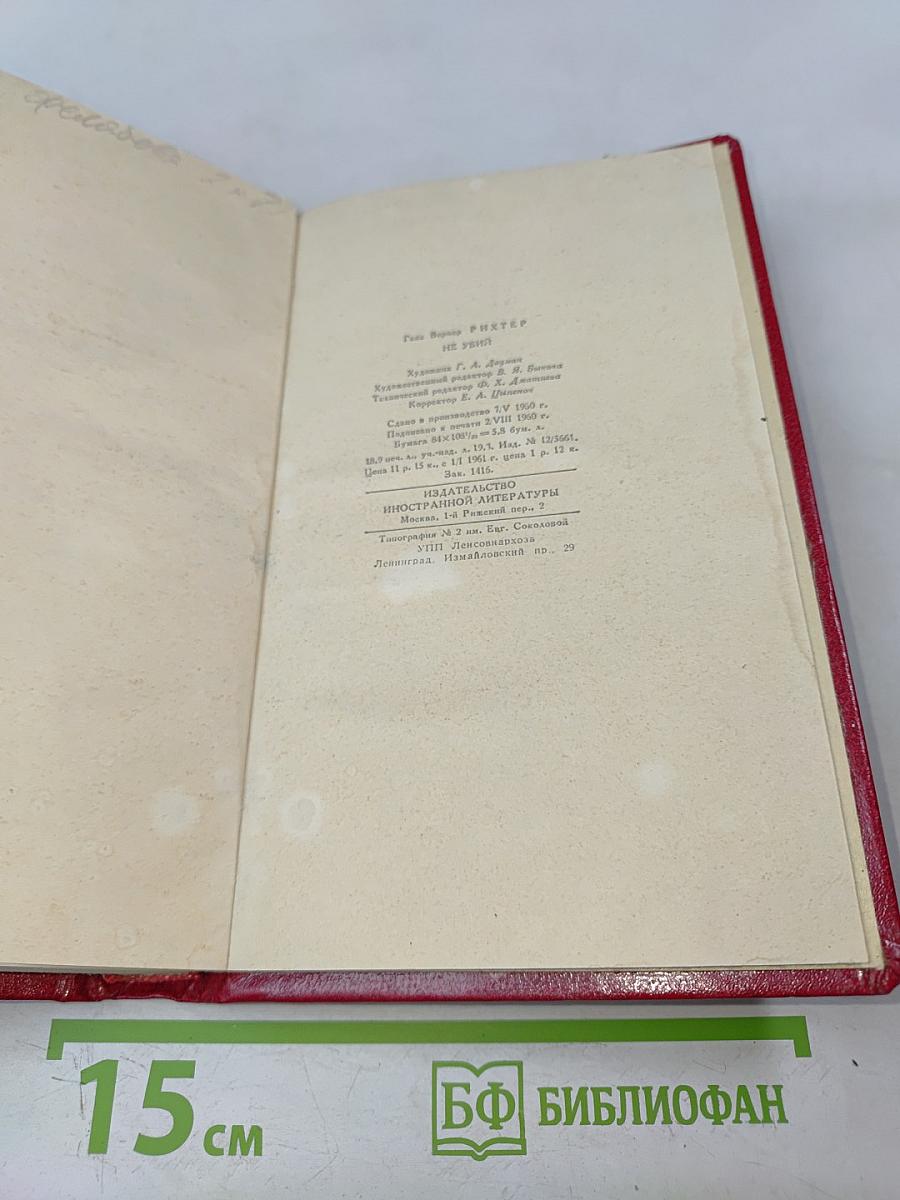 Ганс Вернер РИХТЕР
НЕ УБИЙ
Художник Г. А. Дауман
Художественный редактор В. Я. Быкова
Технический редактор Ф. Х. Джатиева
Корректор Е. А. Цыпенюк
Сдано в производство 7/V 1960 г.
Подписано к печати 2/VIII 1960 г.
Бумага 84×108¹/₃₂ = 5,8 бум. л.
18,9 печ. л., уч.-изд. л. 19,3. Изд. № 12/5661.
Цена 11 р. 15 к., с 1/I 1961 г. цена 1 р. 12 к.
Зак. 1416.
ИЗДАТЕЛЬСТВО
ИНОСТРАННОЙ ЛИТЕРАТУРЫ
Москва, 1-й Рижский пер., 2
Типография № 2 им. Евг. Соколовой
УПП Ленсовнархоза
Ленинград, Измайловский пр., 29
15 см
БФ БИБЛИОФАН